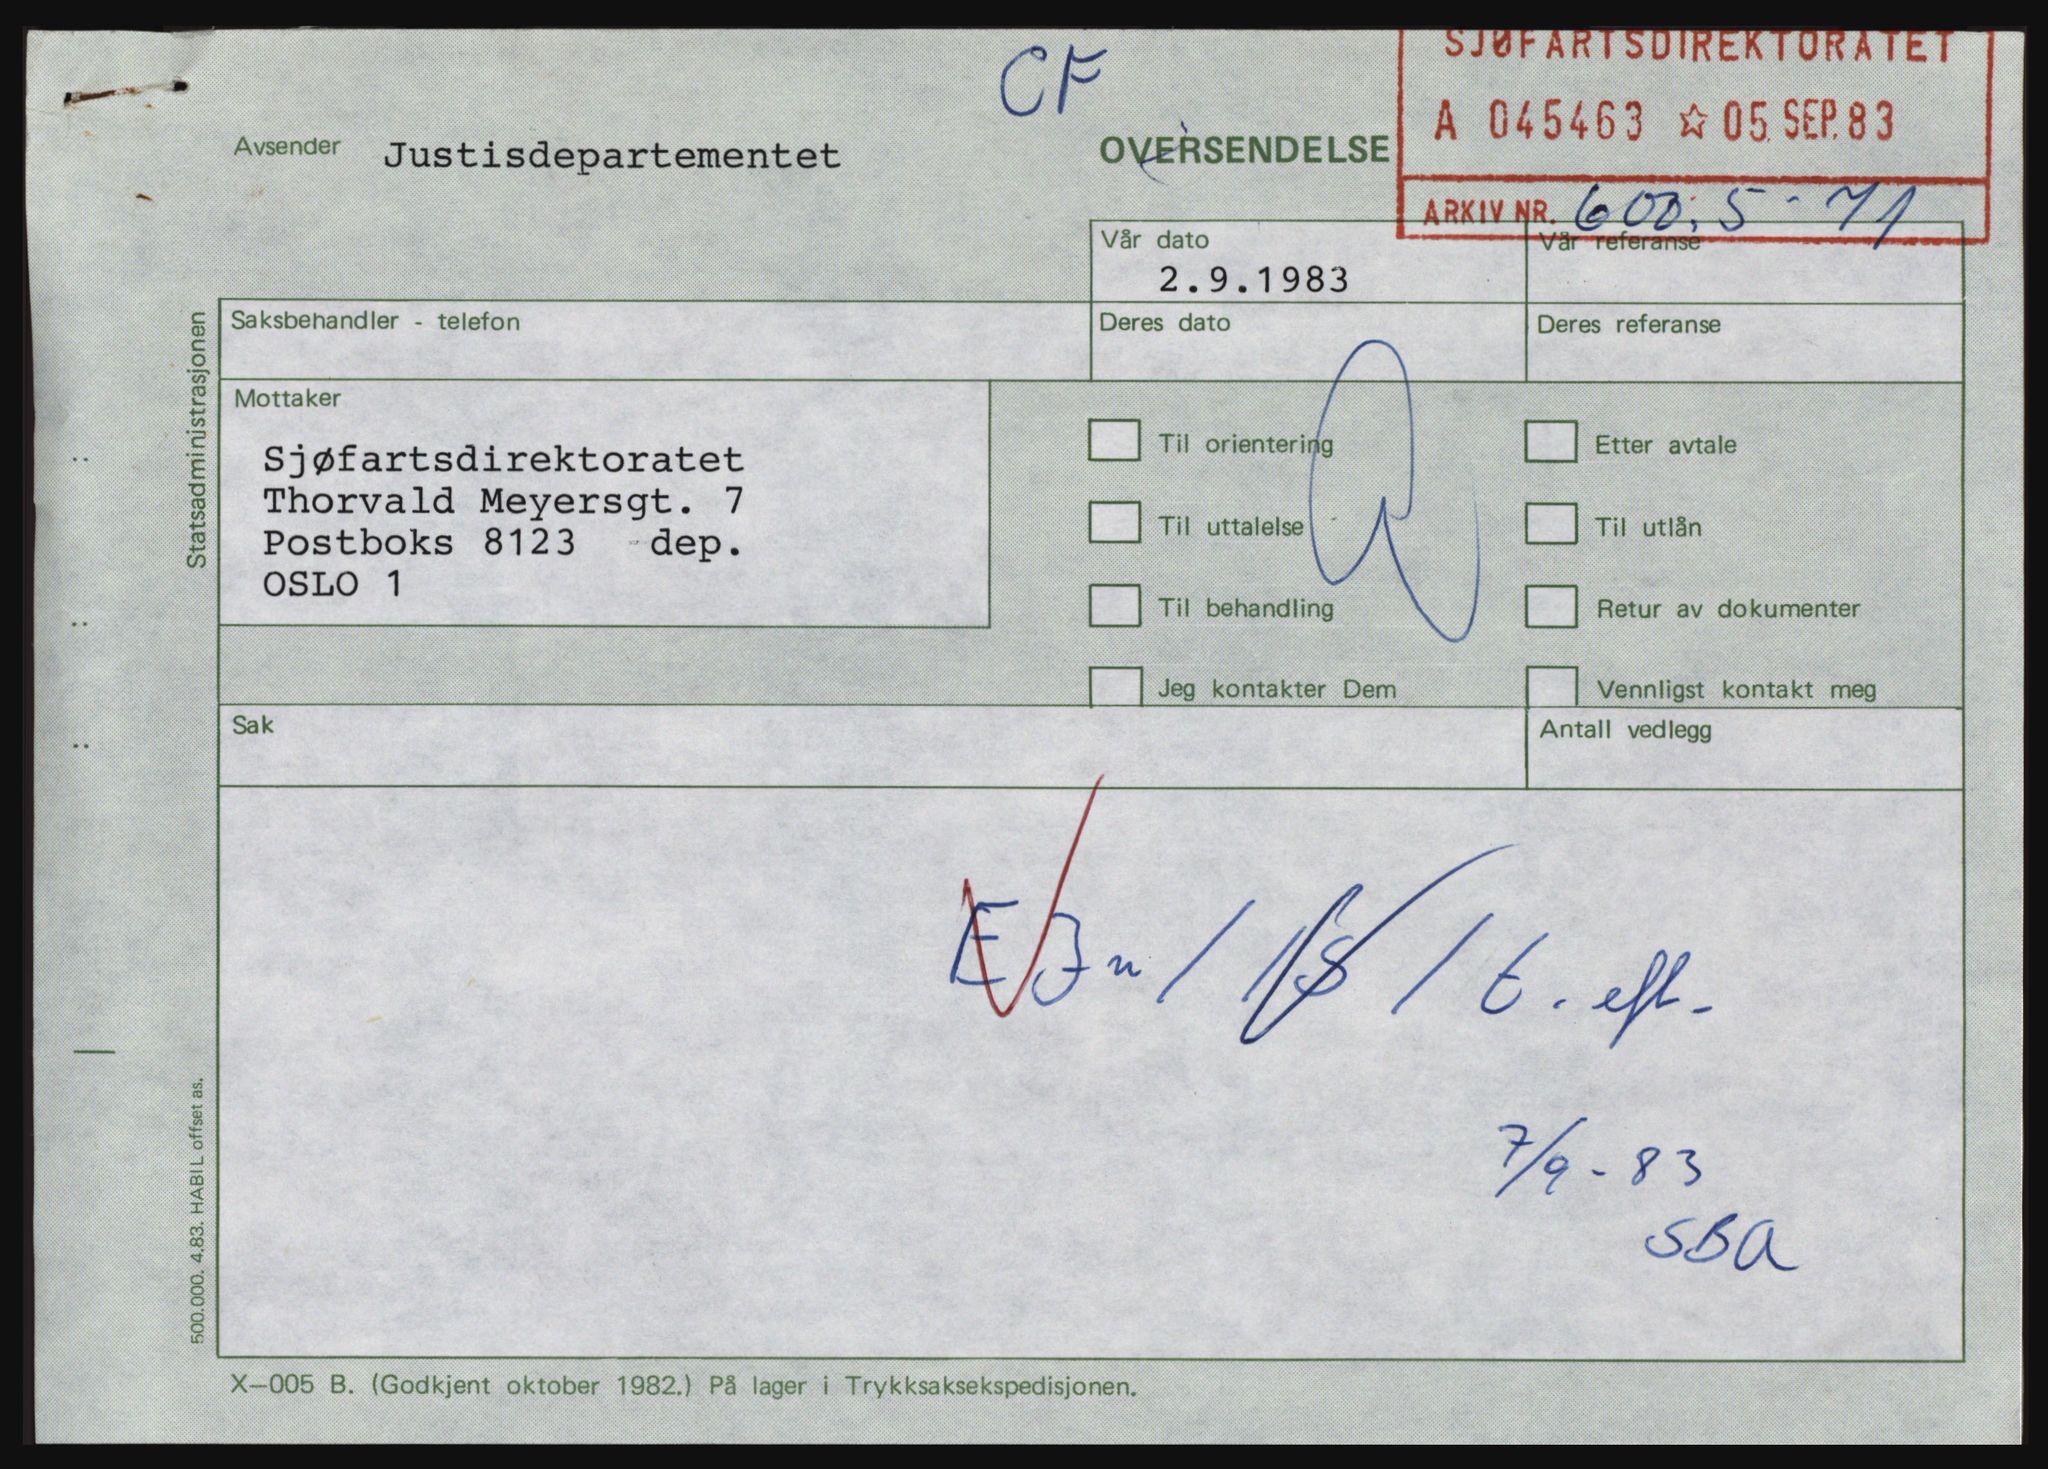 CF
SJØFARTSDIREKTORATET
A 045463 ☆ 05. SEP. 83
ARKIV NR. 600.5-71
Avsender Justisdepartementet
OVERSENDELSE
Vår dato
2.9.1983
Vår referanse
Saksbehandler - telefon
Deres dato
Deres referanse
Statsadministrasjonen
Mottaker
Sjøfartsdirektoratet
Thorvald Meyersgt. 7
Postboks 8123 dep.
OSLO 1
Til orientering
Etter avtale
Til uttalelse
Til utlån
Til behandling
Retur av dokumenter
Jeg kontakter Dem
Vennligst kontakt meg
Sak
Antall vedlegg
t. eft-
7/9-83
SBA
500.000. 4.83. HABIL offset as.
X-005 B. (Godkjent oktober 1982.) På lager i Trykksaksekspedisjonen.